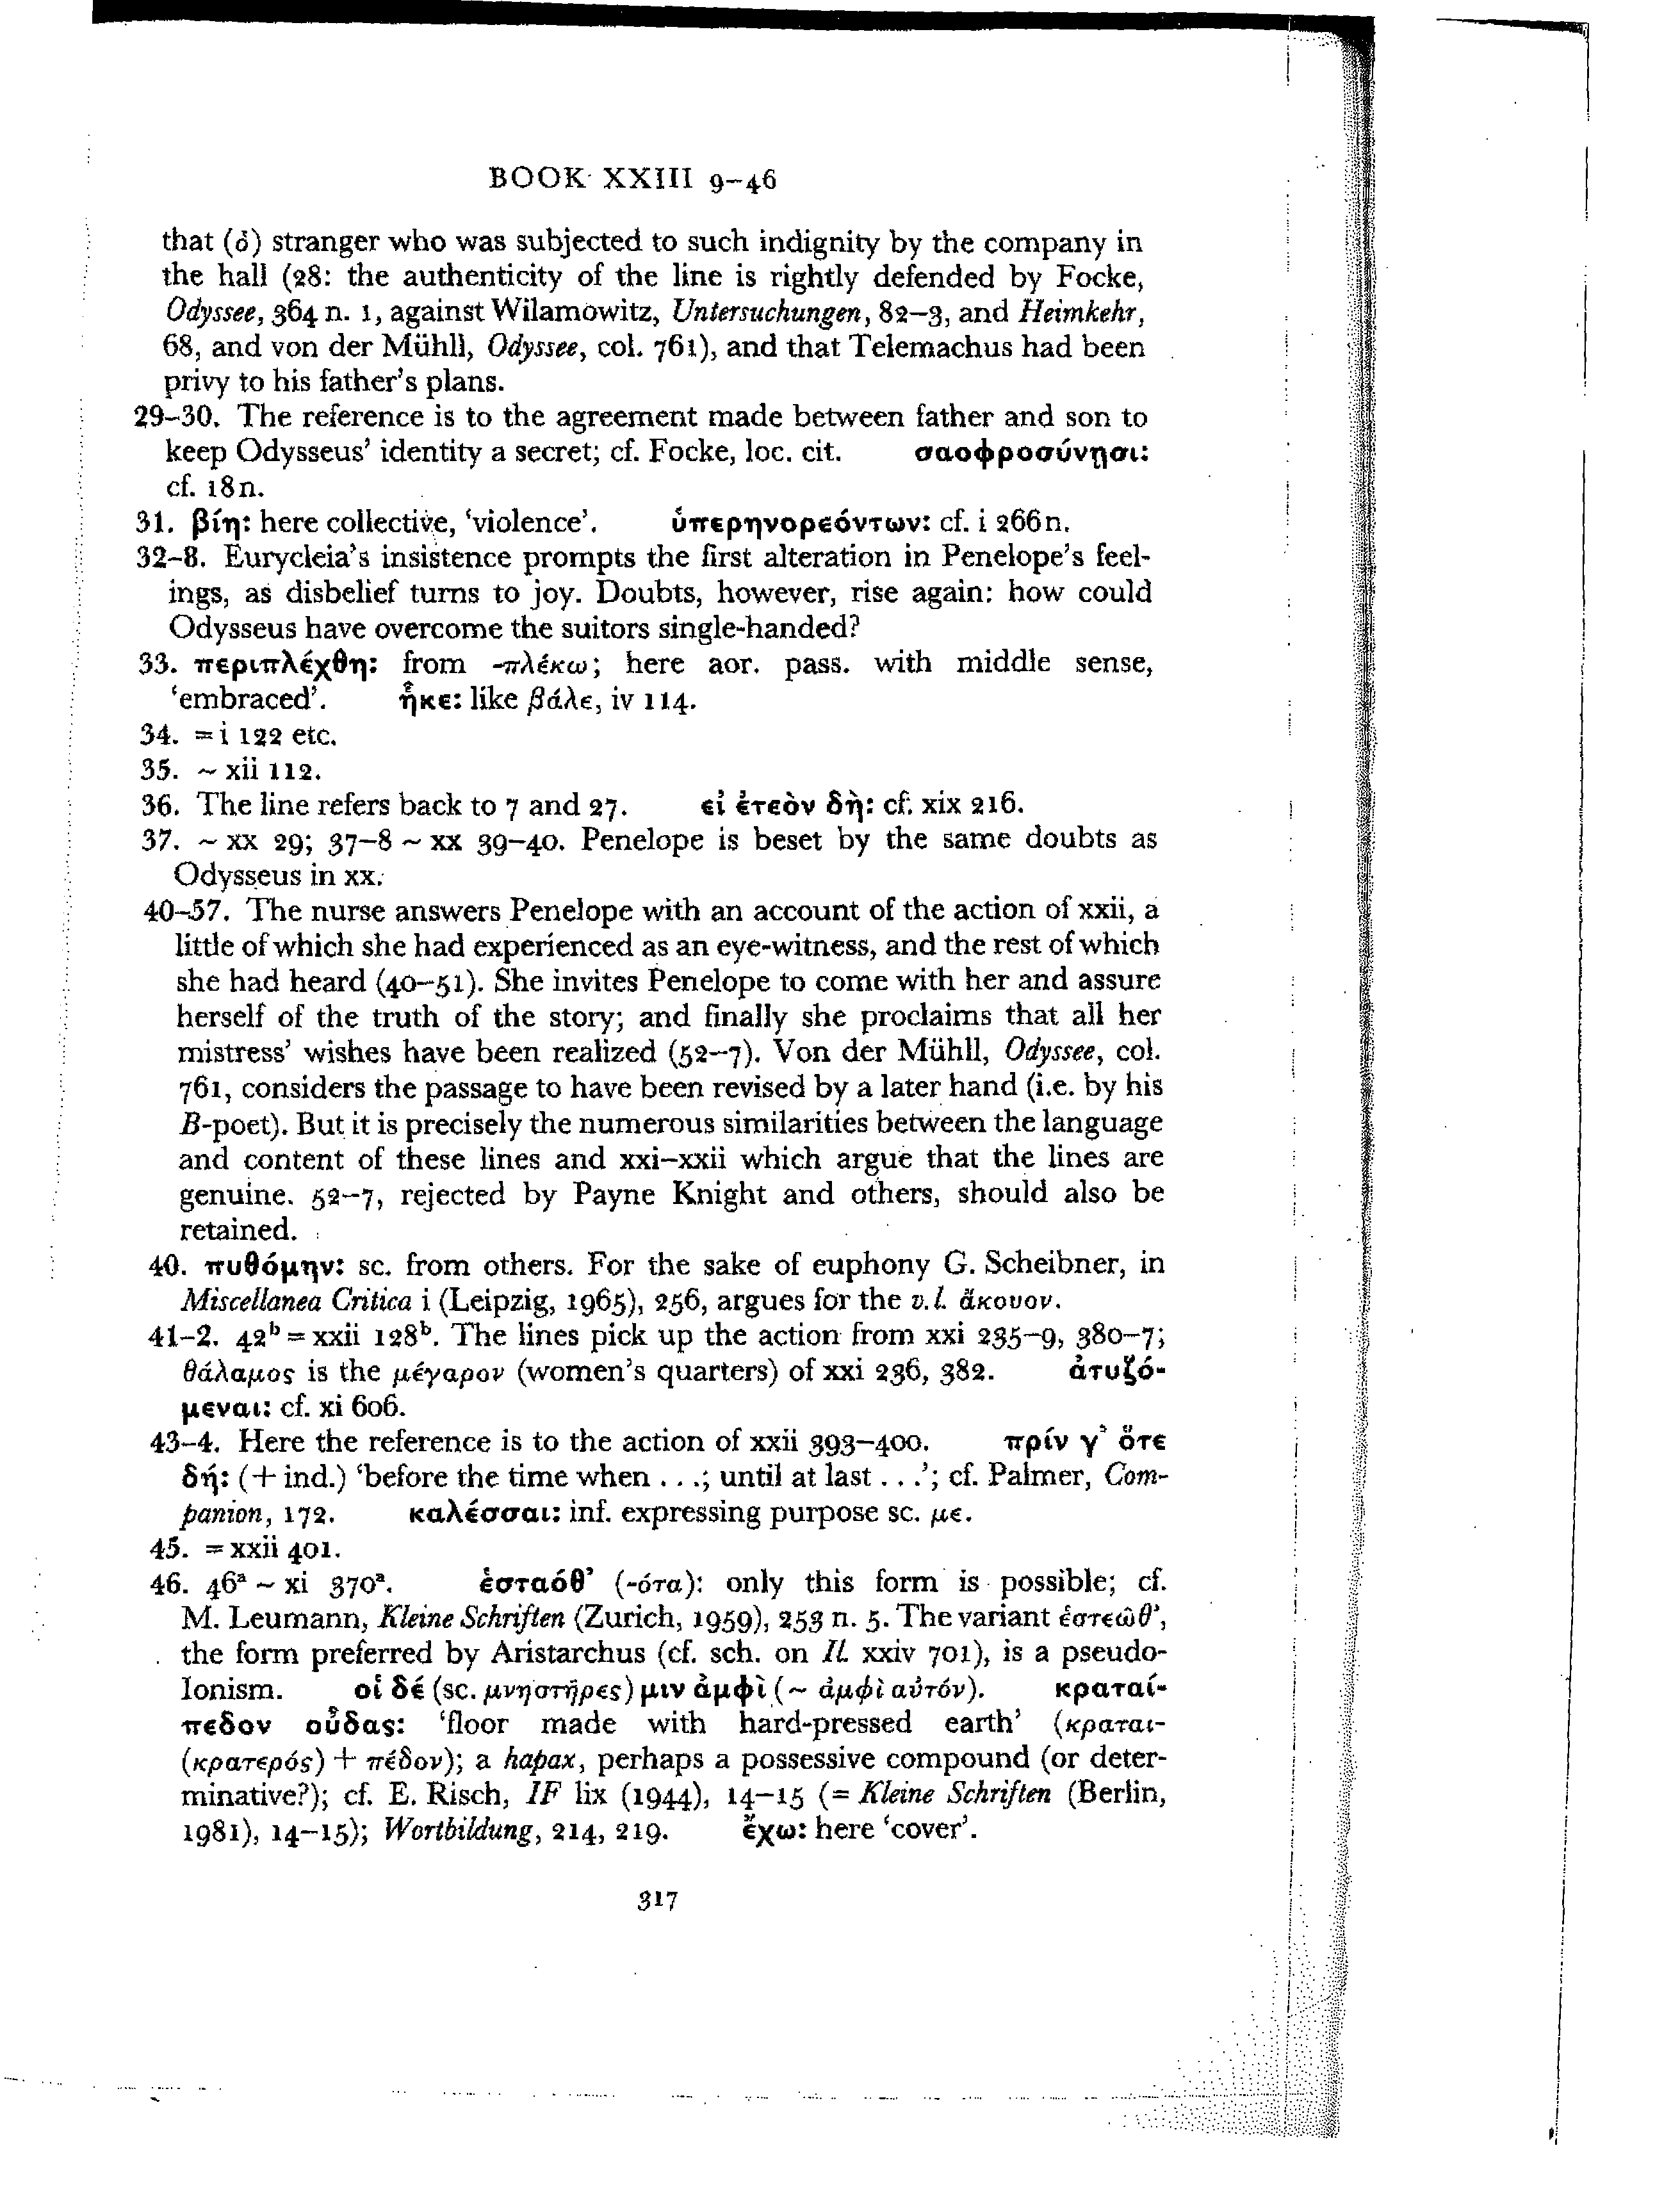 BOOK XXIII 9–46
that (ὁ) stranger who was subjected to such indignity by the company in
the hall (28: the authenticity of the line is rightly defended by Focke,
Odyssee, 364 n. 1, against Wilamowitz, Untersuchungen, 82–3, and Heimkehr,
68, and von der Mühll, Odyssee, col. 761), and that Telemachus had been
privy to his father's plans.
29–30. The reference is to the agreement made between father and son to
keep Odysseus' identity a secret; cf. Focke, loc. cit. σαοφροσύνῃσι:
cf. 18 n.
31. βίη: here collective, 'violence'. ὑπερηνορεόντων: cf. i 266 n.
32–8. Eurycleia's insistence prompts the first alteration in Penelope's feel-
ings, as disbelief turns to joy. Doubts, however, rise again: how could
Odysseus have overcome the suitors single-handed?
33. περιπλέχθη: from -πλέκω; here aor. pass. with middle sense,
'embraced'. ἧκε: like βάλε, iv 114.
34. = i 122 etc.
35. ~ xii 112.
36. The line refers back to 7 and 27. εἰ ἐτεὸν δὴ: cf. xix 216.
37. ~ xx 29; 37–8 ~ xx 39–40. Penelope is beset by the same doubts as
Odysseus in xx.
40–57. The nurse answers Penelope with an account of the action of xxii, a
little of which she had experienced as an eye-witness, and the rest of which
she had heard (40–51). She invites Penelope to come with her and assure
herself of the truth of the story; and finally she proclaims that all her
mistress' wishes have been realized (52–7). Von der Mühll, Odyssee, col.
761, considers the passage to have been revised by a later hand (i.e. by his
B-poet). But it is precisely the numerous similarities between the language
and content of these lines and xxi–xxii which argue that the lines are
genuine. 52–7, rejected by Payne Knight and others, should also be
retained.
40. πυθόμην: sc. from others. For the sake of euphony G. Scheibner, in
Miscellanea Critica i (Leipzig, 1965), 256, argues for the v.l. ἄκουον.
41–2. 42ᵇ = xxii 128ᵇ. The lines pick up the action from xxi 235–9, 380–7;
θάλαμος is the μέγαρον (women's quarters) of xxi 236, 382. ἀτυζό-
μεναι: cf. xi 606.
43–4. Here the reference is to the action of xxii 393–400. πρίν γ' ὅτε
δή: (+ ind.) 'before the time when . . .; until at last . . .'; cf. Palmer, Com-
panion, 172. καλέσσαι: inf. expressing purpose sc. με.
45. = xxii 401.
46. 46ᵃ ~ xi 370ᵃ. ἑσταόθ' (-ότα): only this form is possible; cf.
M. Leumann, Kleine Schriften (Zurich, 1959), 253 n. 5. The variant ἑστεῶθ',
the form preferred by Aristarchus (cf. sch. on Il. xxiv 701), is a pseudo-
Ionism. οἱ δέ (sc. μνηστῆρες) μιν ἀμφὶ (~ ἀμφὶ αὐτόν). κραταί-
πεδον οὖδας: 'floor made with hard-pressed earth' (κραται-
(κρατερός) + πέδον); a hapax, perhaps a possessive compound (or deter-
minative?); cf. E. Risch, IF lix (1944), 14–15 (= Kleine Schriften (Berlin,
1981), 14–15); Wortbildung, 214, 219. ἔχω: here 'cover'.
317